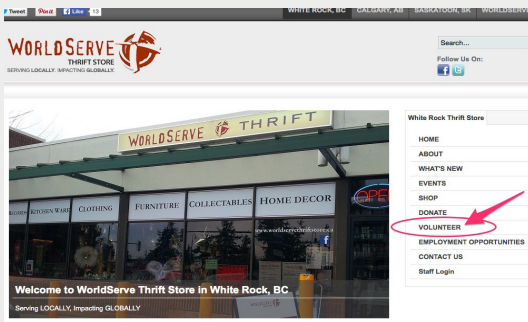 Tweet Pin it Like 13
WHITE ROCK, BC CALGARY, AB SASKATOON, SK
WORLDSERVE
THRIFT STORE
SERVING LOCALLY. IMPACTING GLOBALLY.
Search...
Follow Us On:
White Rock Thrift Store
HOME
ABOUT
WHAT'S NEW
EVENTS
SHOP
DONATE
VOLUNTEER
EMPLOYMENT OPPORTUNITIES
CONTACT US
Staff Login
WORLDSERVE THRIFT
KITCHEN WARE CLOTHING FURNITURE COLLECTABLES HOME DECOR
OPEN
Welcome to WorldServe Thrift Store in White Rock, BC
Serving LOCALLY, Impacting GLOBALLY